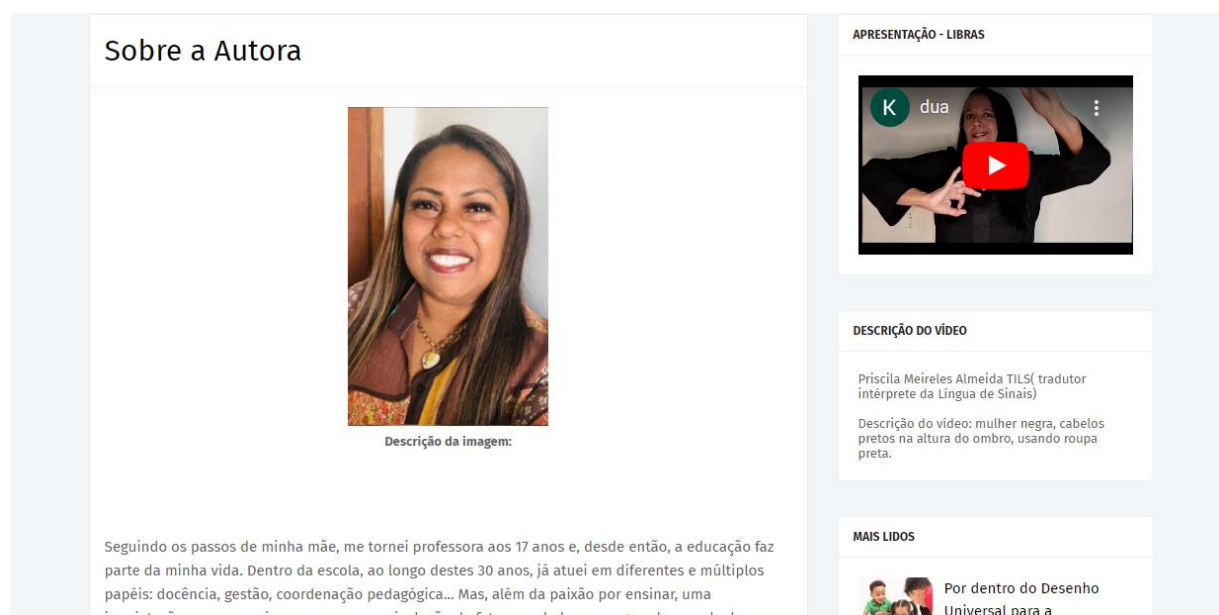 Sobre a Autora
Descrição da imagem:
Seguindo os passos de minha mãe, me tornei professora aos 17 anos e, desde então, a educação faz
parte da minha vida. Dentro da escola, ao longo destes 30 anos, já atuei em diferentes e múltiplos
papéis: docência, gestão, coordenação pedagógica... Mas, além da paixão por ensinar, uma
APRESENTAÇÃO - LIBRAS
K dua
DESCRIÇÃO DO VÍDEO
Priscila Meireles Almeida TILS( tradutor
intérprete da Língua de Sinais)
Descrição do vídeo: mulher negra, cabelos
pretos na altura do ombro, usando roupa
preta.
MAIS LIDOS
Por dentro do Desenho
Universal para a